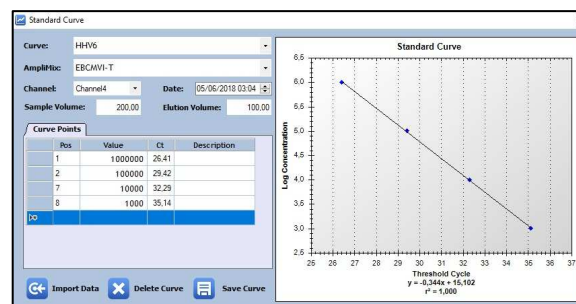 Standard Curve
Curve: HHV6
AmpliMix: EBCMVI-T
Channel: Channel4 Date: 05/06/2018 03:04
Sample Volume: 200,00 Elution Volume: 100,00
Curve Points
Pos Value Ct Description
1 1000000 26,41
2 100000 29,42
7 10000 32,29
8 1000 35,14
Import Data Delete Curve Save Curve
Standard Curve
Log Concentration
6,5
6,0
5,5
5,0
4,5
4,0
3,5
3,0
2,5
25 26 27 28 29 30 31 32 33 34 35 36 37
Threshold Cycle
y = -0,344x + 15,102
r² = 1,000